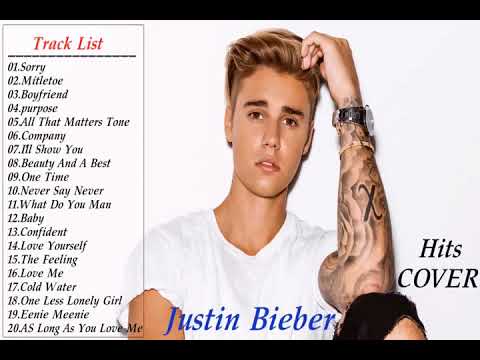 Track List
01.Sorry
02.Mitletoe
03.Boyfriend
04.purpose
05.All That Matters Tone
06.Company
07.I'll Show You
08.Beauty And A Best
09.One Time
10.Never Say Never
11.What Do You Man
12.Baby
13.Confident
14.Love Yourself
15.The Feeling
16.Love Me
17.Cold Water
18.One Less Lonely Girl
19.Eenie Meenie
20.AS Long As You Love Me
Hits
COVER
Justin Bieber